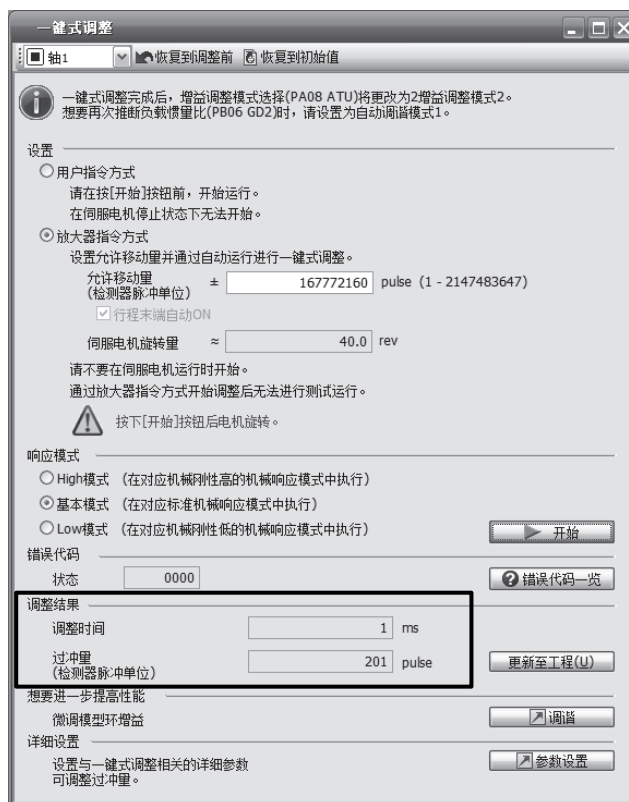 一键式调整
轴1 恢复到调整前 恢复到初始值
一键式调整完成后，增益调整模式选择(PA08 ATU)将更改为2增益调整模式2。
想要再次推断负载惯量比(PB06 GD2)时，请设置为自动调谐模式1。
设置
用户指令方式
请在按[开始]按钮前，开始运行。
在伺服电机停止状态下无法开始。
放大器指令方式
设置允许移动量并通过自动运行进行一键式调整。
允许移动量
(检测器脉冲单位) ± 167772160 pulse (1 - 2147483647)
行程末端自动ON
伺服电机旋转量 ≈ 40.0 rev
请不要在伺服电机运行时开始。
通过放大器指令方式开始调整后无法进行测试运行。
按下[开始]按钮后电机旋转。
响应模式
High模式 (在对应机械刚性高的机械响应模式中执行)
基本模式 (在对应标准机械响应模式中执行)
Low模式 (在对应机械刚性低的机械响应模式中执行) 开始
错误代码
状态 0000 错误代码一览
调整结果
调整时间 1 ms
过冲量
(检测器脉冲单位) 201 pulse 更新至工程(U)
想要进一步提高性能
微调模型环增益 调谐
详细设置
设置与一键式调整相关的详细参数 参数设置
可调整过冲量。